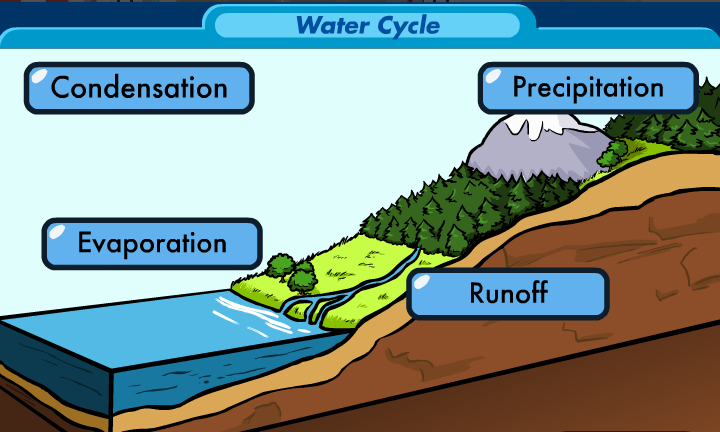 Water Cycle
Condensation
Precipitation
Evaporation
Runoff